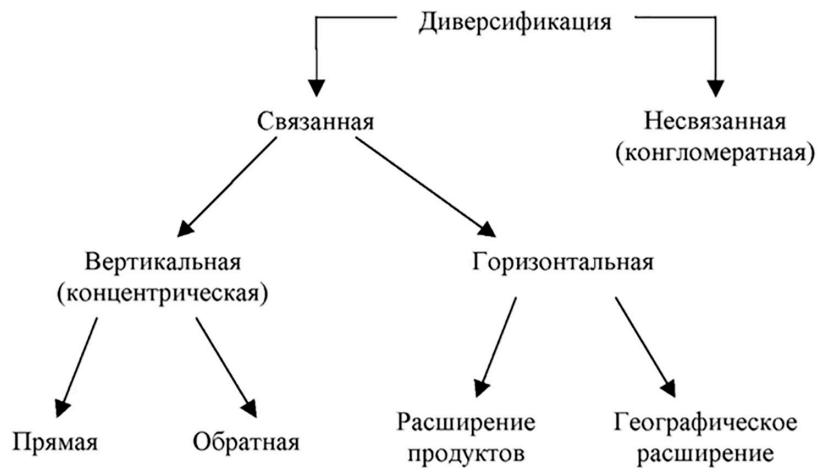 Диверсификация
Связанная
Несвязанная
(конгломератная)
Вертикальная
(концентрическая)
Горизонтальная
Прямая
Обратная
Расширение
продуктов
Географическое
расширение